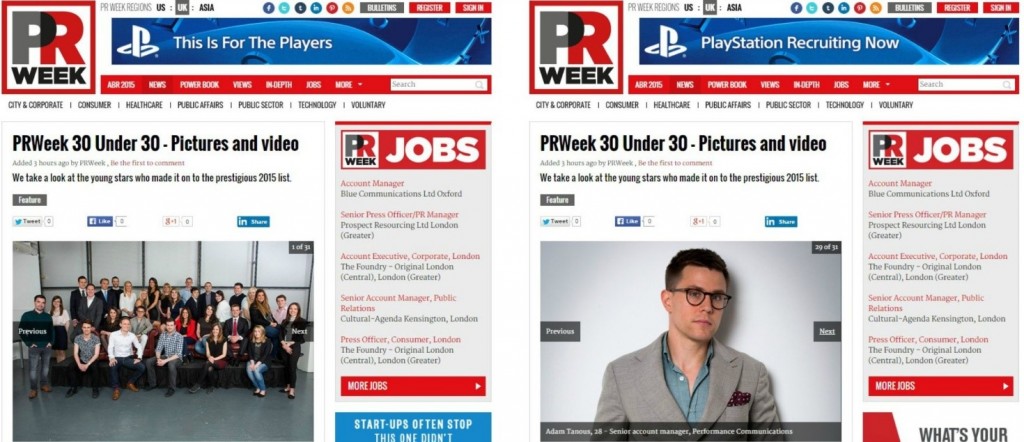 PR WEEK
PR WEEK REGIONS US : UK : ASIA
BULLETINS
REGISTER
SIGN IN
This Is For The Players
ABR 2015 NEWS POWER BOOK VIEWS IN-DEPTH JOBS MORE
Search
CITY & CORPORATE | CONSUMER | HEALTHCARE | PUBLIC AFFAIRS | PUBLIC SECTOR | TECHNOLOGY | VOLUNTARY
PRWeek 30 Under 30 - Pictures and video
Added 3 hours ago by PRWeek , Be the first to comment
We take a look at the young stars who made it on to the prestigious 2015 list.
Feature
Tweet 0
Like 0
g+1 0
in Share
1 of 31
Previous
Next
PR WEEK JOBS
Account Manager
Blue Communications Ltd Oxford
Senior Press Officer/PR Manager
Prospect Resourcing Ltd London
(Greater)
Account Executive, Corporate, London
The Foundry - Original London
(Central), London (Greater)
Senior Account Manager, Public
Relations
Cultural-Agenda Kensington, London
Press Officer, Consumer, London
The Foundry - Original London
(Central), London (Greater)
MORE JOBS
START-UPS OFTEN STOP
THIS ONE DIDN'T
PR WEEK
PR WEEK REGIONS US : UK : ASIA
BULLETINS
REGISTER
SIGN IN
PlayStation Recruiting Now
ABR 2015 NEWS POWER BOOK VIEWS IN-DEPTH JOBS MORE
Search
CITY & CORPORATE | CONSUMER | HEALTHCARE | PUBLIC AFFAIRS | PUBLIC SECTOR | TECHNOLOGY | VOLUNTARY
PRWeek 30 Under 30 - Pictures and video
Added 3 hours ago by PRWeek , Be the first to comment
We take a look at the young stars who made it on to the prestigious 2015 list.
Feature
Tweet 0
Like 0
g+1 0
in Share
29 of 31
Previous
Next
Adam Tanous, 28 - Senior account manager, Performance Communications
PR WEEK JOBS
Account Manager
Blue Communications Ltd Oxford
Senior Press Officer/PR Manager
Prospect Resourcing Ltd London
(Greater)
Account Executive, Corporate, London
The Foundry - Original London
(Central), London (Greater)
Senior Account Manager, Public
Relations
Cultural-Agenda Kensington, London
Press Officer, Consumer, London
The Foundry - Original London
(Central), London (Greater)
MORE JOBS
WHAT'S YOUR